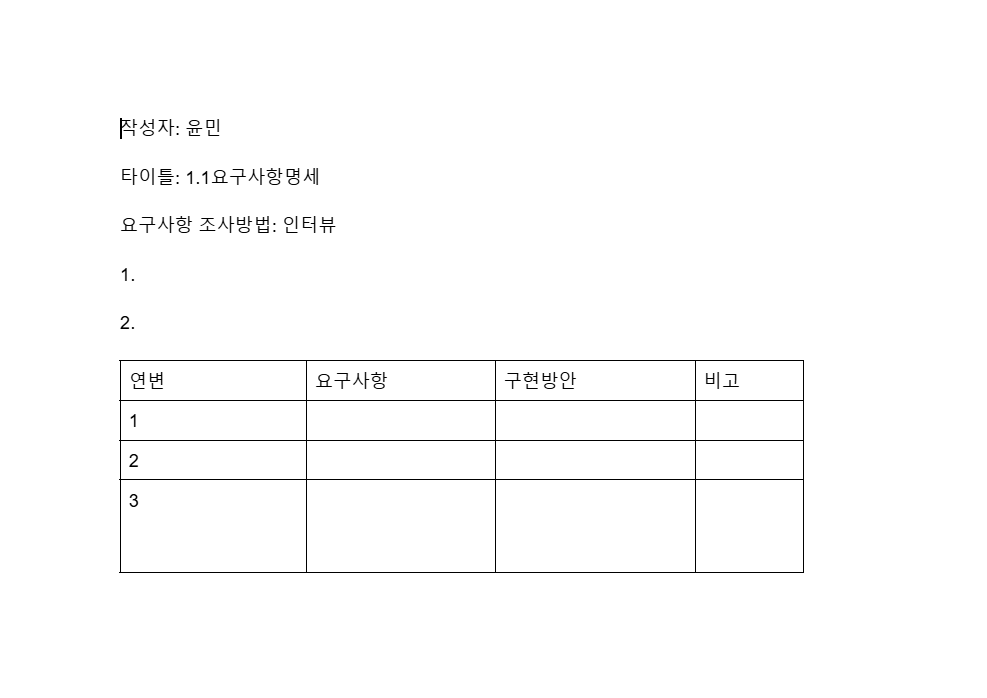 작성자: 윤민
타이틀: 1.1요구사항명세
요구사항 조사방법: 인터뷰
1.
2.
연변 요구사항 구현방안 비고
1
2
3